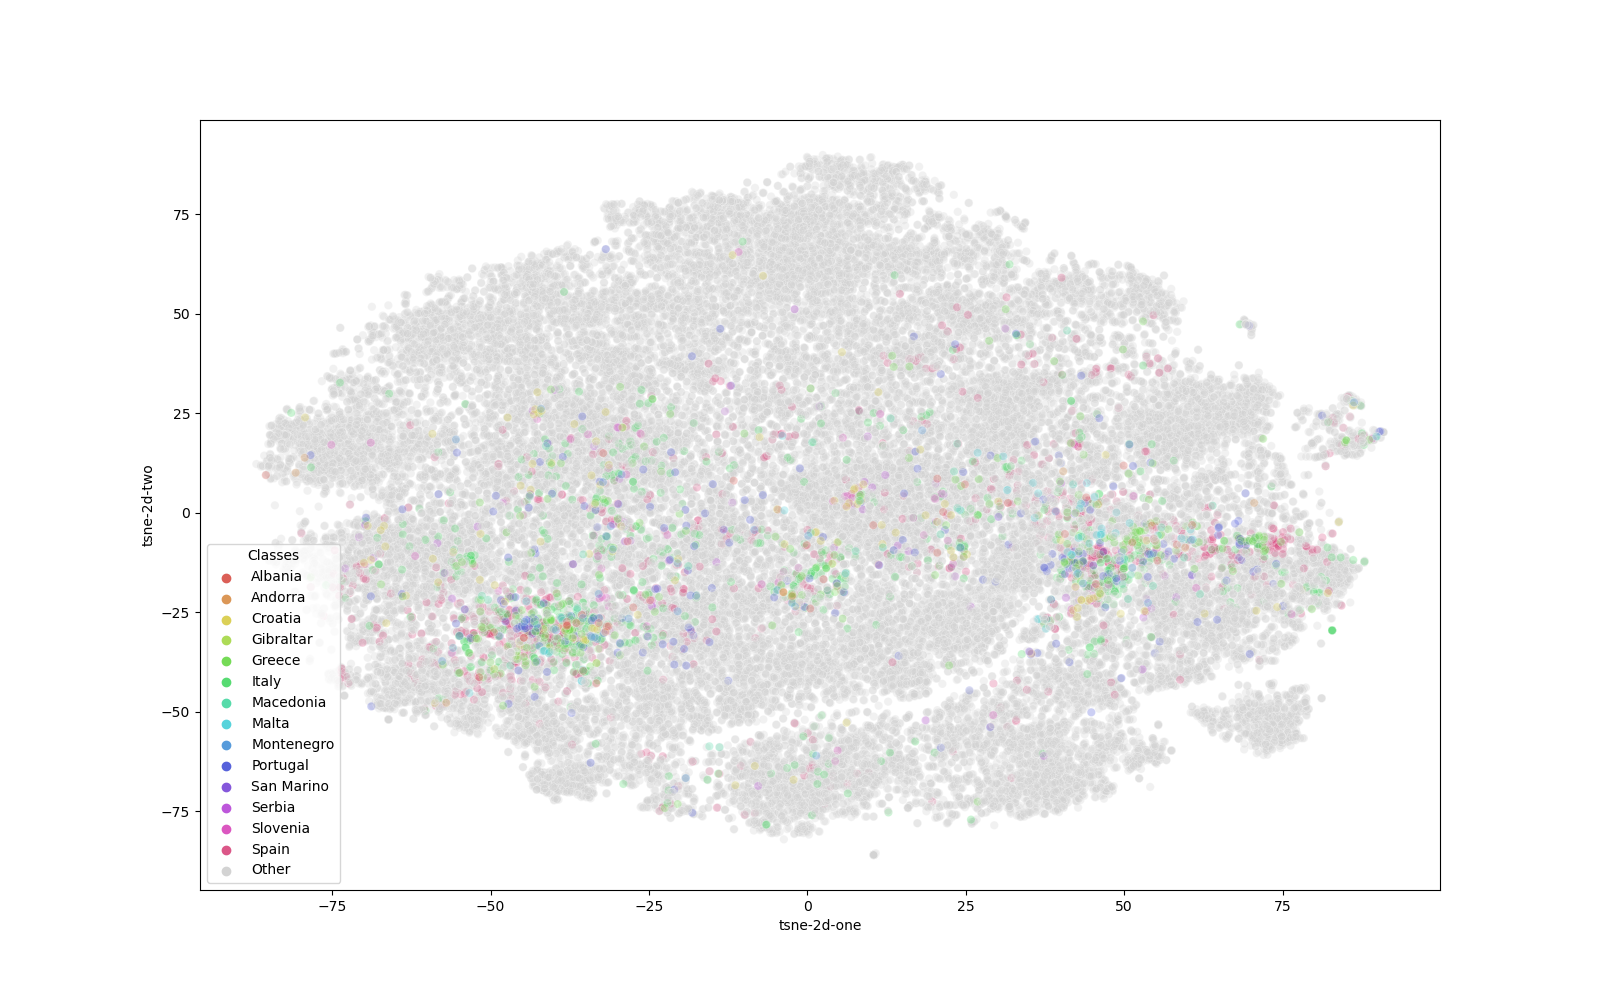 75
50
25
0
−25
−50
−75
tsne-2d-two
Classes
Albania
Andorra
Croatia
Gibraltar
Greece
Italy
Macedonia
Malta
Montenegro
Portugal
San Marino
Serbia
Slovenia
Spain
Other
−75 −50 −25 0 25 50 75
tsne-2d-one